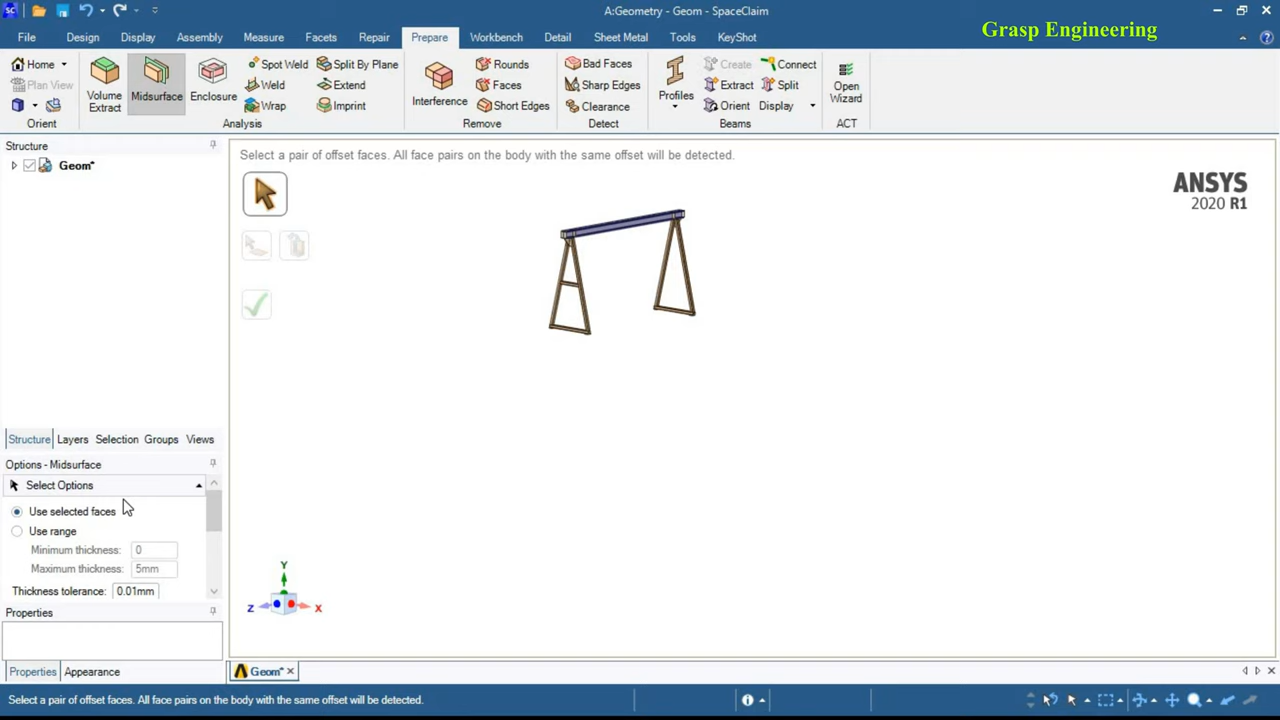 A:Geometry - Geom - SpaceClaim
File Design Display Assembly Measure Facets Repair Prepare Workbench Detail Sheet Metal Tools KeyShot
Grasp Engineering
Home
Plan View
Orient
Volume Extract
Midsurface
Enclosure
Spot Weld
Weld
Wrap
Split By Plane
Extend
Imprint
Analysis
Interference
Rounds
Faces
Short Edges
Remove
Bad Faces
Sharp Edges
Clearance
Detect
Profiles
Create
Extract
Orient
Connect
Split
Display
Beams
Open Wizard
ACT
Structure
Geom*
Select a pair of offset faces. All face pairs on the body with the same offset will be detected.
ANSYS
2020 R1
Structure Layers Selection Groups Views
Options - Midsurface
Select Options
Use selected faces
Use range
Minimum thickness: 0
Maximum thickness: 5mm
Thickness tolerance: 0.01mm
Properties
Properties Appearance
Y
Z
X
Geom*
Select a pair of offset faces. All face pairs on the body with the same offset will be detected.